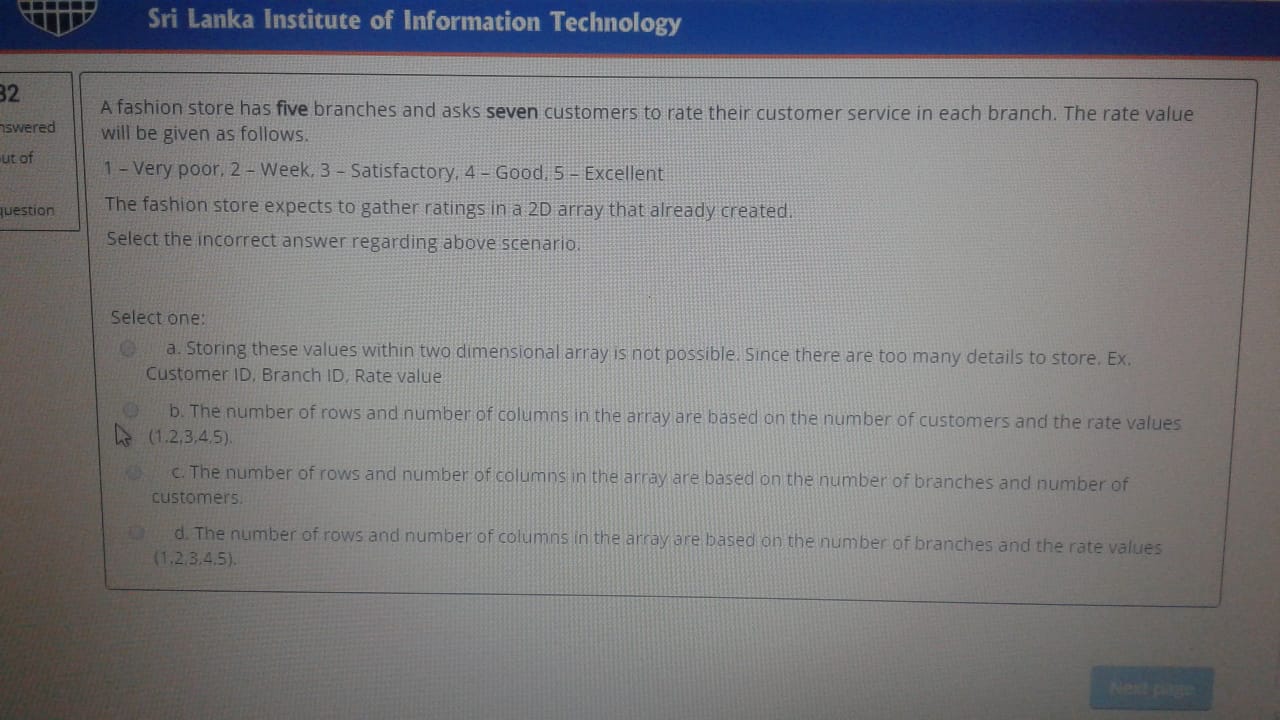 Sri Lanka Institute of Information Technology
32
nswered
ut of
question
A fashion store has five branches and asks seven customers to rate their customer service in each branch. The rate value
will be given as follows.
1 – Very poor, 2 – Week, 3 – Satisfactory, 4 – Good, 5 – Excellent
The fashion store expects to gather ratings in a 2D array that already created.
Select the incorrect answer regarding above scenario.
Select one:
a. Storing these values within two dimensional array is not possible. Since there are too many details to store. Ex.
Customer ID, Branch ID, Rate value
b. The number of rows and number of columns in the array are based on the number of customers and the rate values
(1,2,3,4,5).
c. The number of rows and number of columns in the array are based on the number of branches and number of
customers.
d. The number of rows and number of columns in the array are based on the number of branches and the rate values
(1,2,3,4,5).
Next page